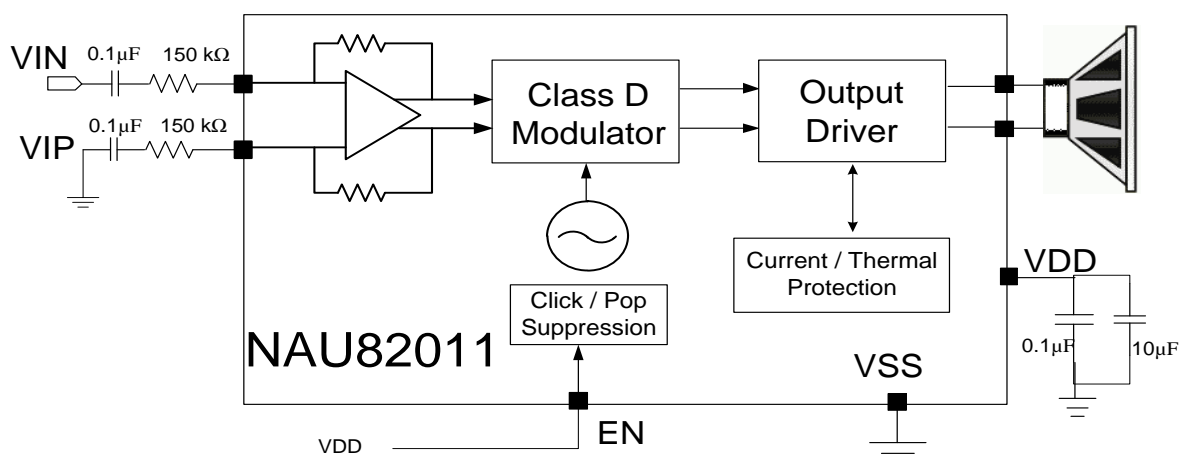 VIN
0.1µF
150 kΩ
VIP
0.1µF
150 kΩ
Class D
Modulator
Output
Driver
Current / Thermal
Protection
Click / Pop
Suppression
NAU82011
VDD
0.1µF
10µF
VSS
EN
VDD